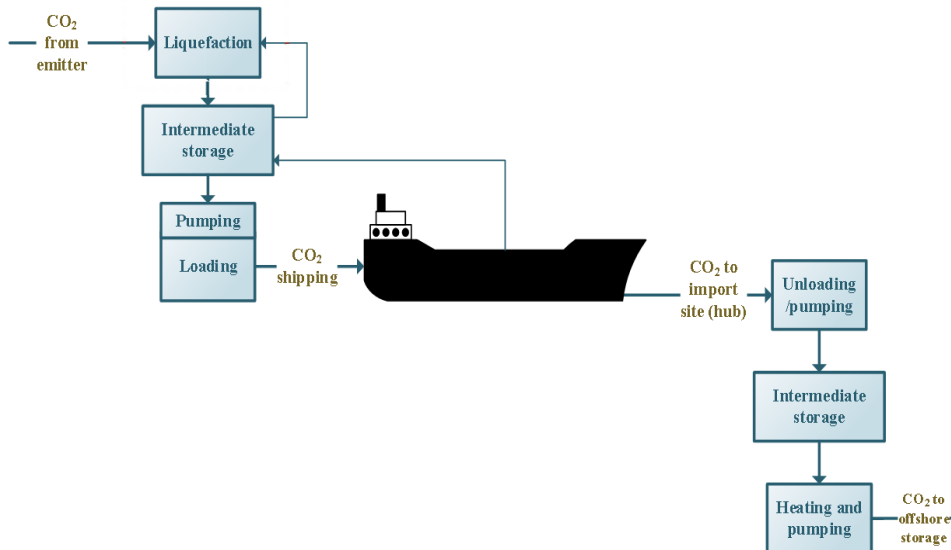 CO₂
from
emitter
Liquefaction
Intermediate
storage
Pumping
Loading
CO₂
shipping
CO₂ to
import
site (hub)
Unloading
/pumping
Intermediate
storage
Heating and
pumping
CO₂ to
offshore
storage